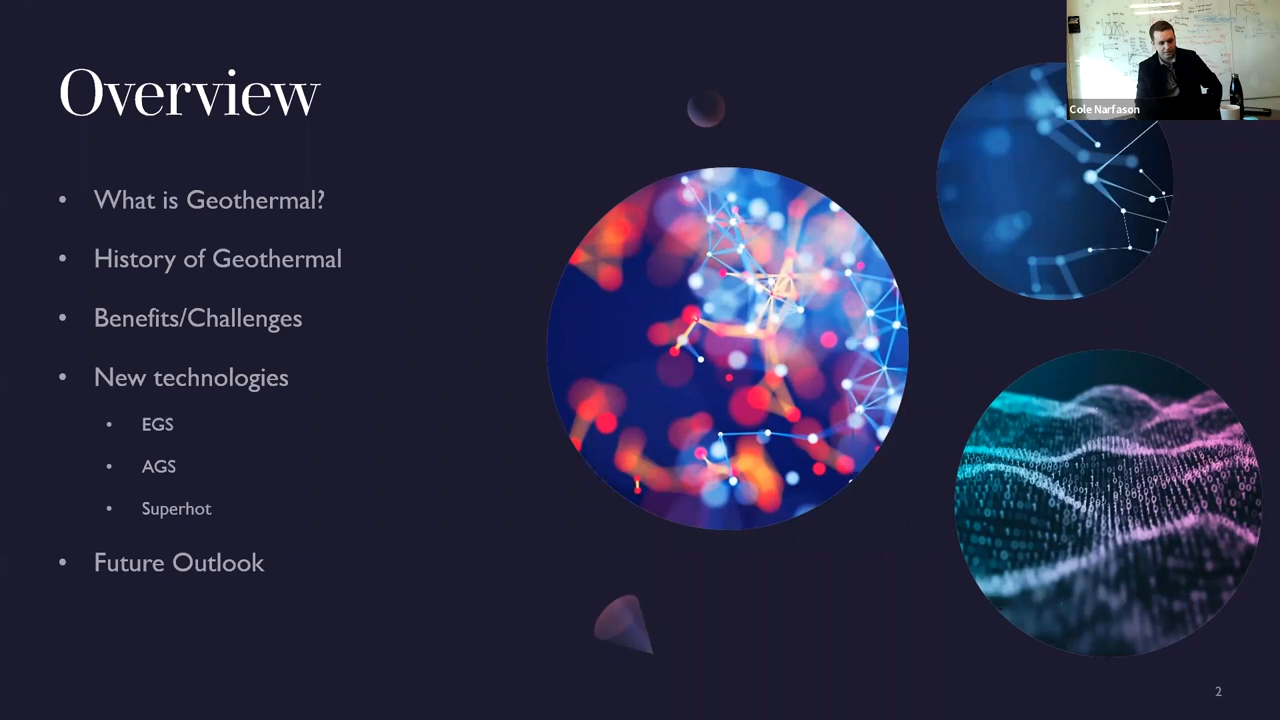 Overview
• What is Geothermal?
• History of Geothermal
• Benefits/Challenges
• New technologies
• EGS
• AGS
• Superhot
• Future Outlook
Cole Narfason
2